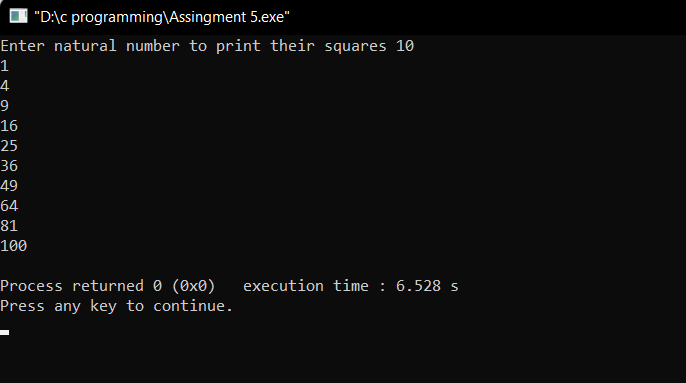 "D:\c programming\Assingment 5.exe"
Enter natural number to print their squares 10
1
4
9
16
25
36
49
64
81
100
Process returned 0 (0x0)   execution time : 6.528 s
Press any key to continue.